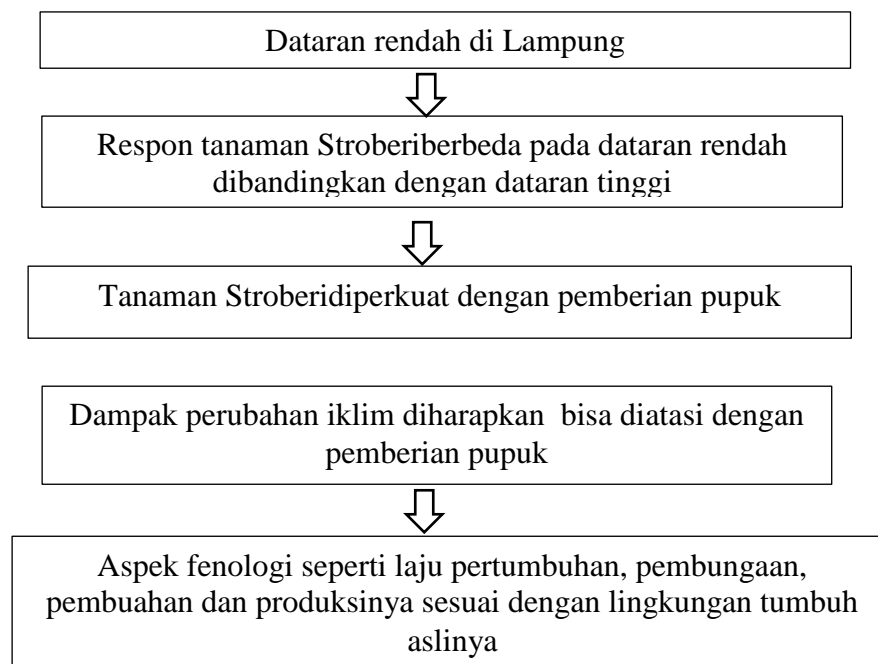 Dataran rendah di Lampung
Respon tanaman Stroberiberbeda pada dataran rendah
dibandingkan dengan dataran tinggi
Tanaman Stroberidiperkuat dengan pemberian pupuk
Dampak perubahan iklim diharapkan bisa diatasi dengan
pemberian pupuk
Aspek fenologi seperti laju pertumbuhan, pembungaan,
pembuahan dan produksinya sesuai dengan lingkungan tumbuh
aslinya